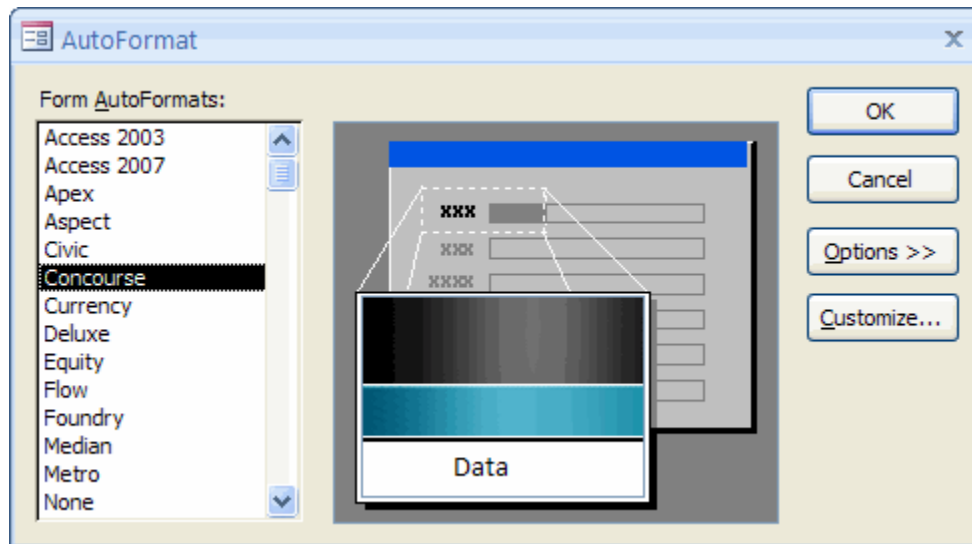 AutoFormat
Form AutoFormats:
Access 2003
Access 2007
Apex
Aspect
Civic
Concourse
Currency
Deluxe
Equity
Flow
Foundry
Median
Metro
None
xxx
xxx
xxxx
Data
OK
Cancel
Options >>
Customize...